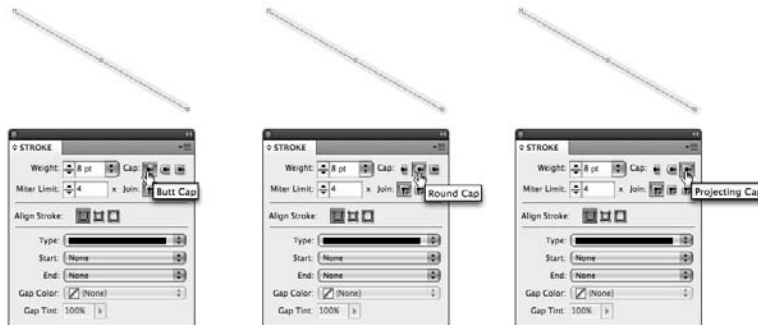 STROKE
Weight: 8 pt Cap:
Butt Cap
Miter Limit: 4 x Join:
Align Stroke:
Type:
Start: None
End: None
Gap Color: [None]
Gap Tint: 100%
STROKE
Weight: 8 pt Cap:
Round Cap
Miter Limit: 4 x Join:
Align Stroke:
Type:
Start: None
End: None
Gap Color: [None]
Gap Tint: 100%
STROKE
Weight: 8 pt Cap:
Projecting Cap
Miter Limit: 4 x Join:
Align Stroke:
Type:
Start: None
End: None
Gap Color: [None]
Gap Tint: 100%